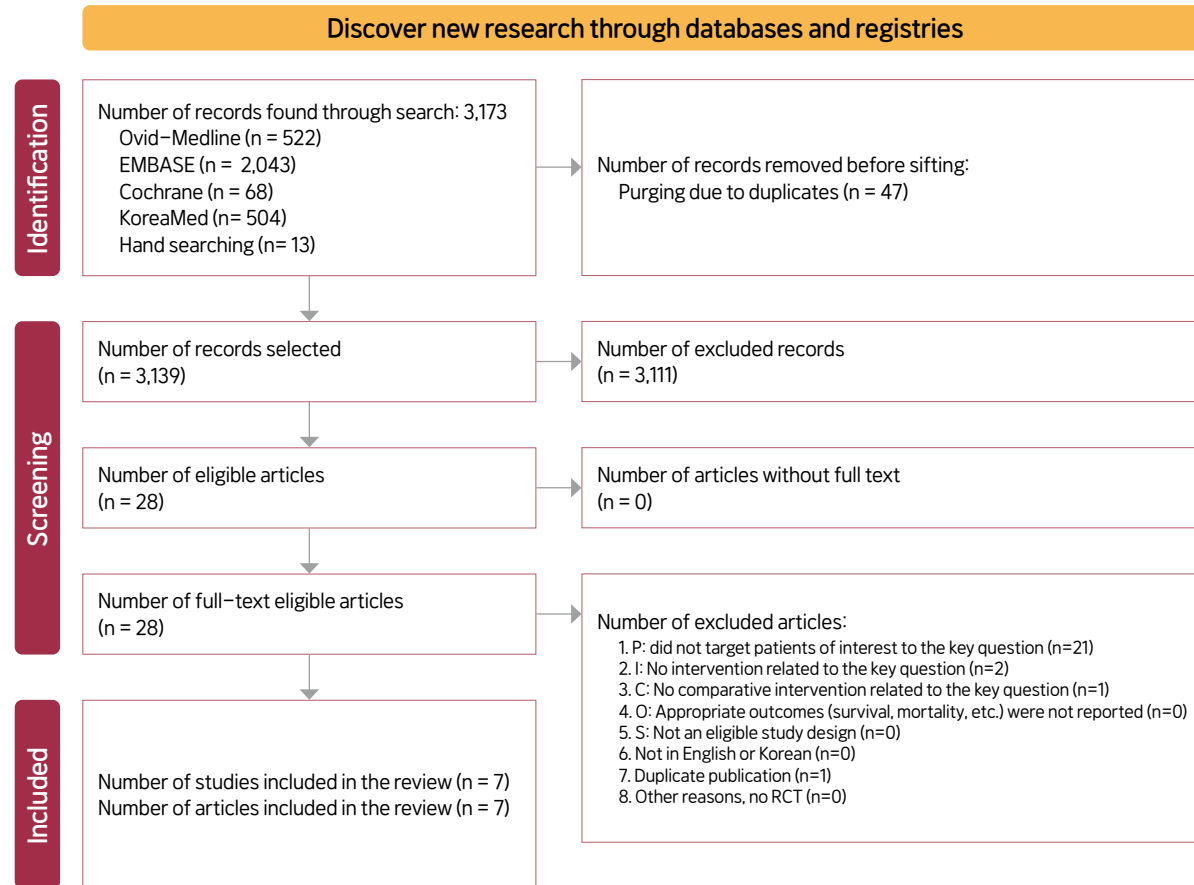 Discover new research through databases and registries
Identification
Number of records found through search: 3,173
Ovid-Medline (n = 522)
EMBASE (n = 2,043)
Cochrane (n = 68)
KoreaMed (n= 504)
Hand searching (n= 13)
Number of records removed before sifting:
Purging due to duplicates (n = 47)
Screening
Number of records selected
(n = 3,139)
Number of excluded records
(n = 3,111)
Number of eligible articles
(n = 28)
Number of articles without full text
(n = 0)
Number of full-text eligible articles
(n = 28)
Number of excluded articles:
1. P: did not target patients of interest to the key question (n=21)
2. I: No intervention related to the key question (n=2)
3. C: No comparative intervention related to the key question (n=1)
4. O: Appropriate outcomes (survival, mortality, etc.) were not reported (n=0)
5. S: Not an eligible study design (n=0)
6. Not in English or Korean (n=0)
7. Duplicate publication (n=1)
8. Other reasons, no RCT (n=0)
Included
Number of studies included in the review (n = 7)
Number of articles included in the review (n = 7)